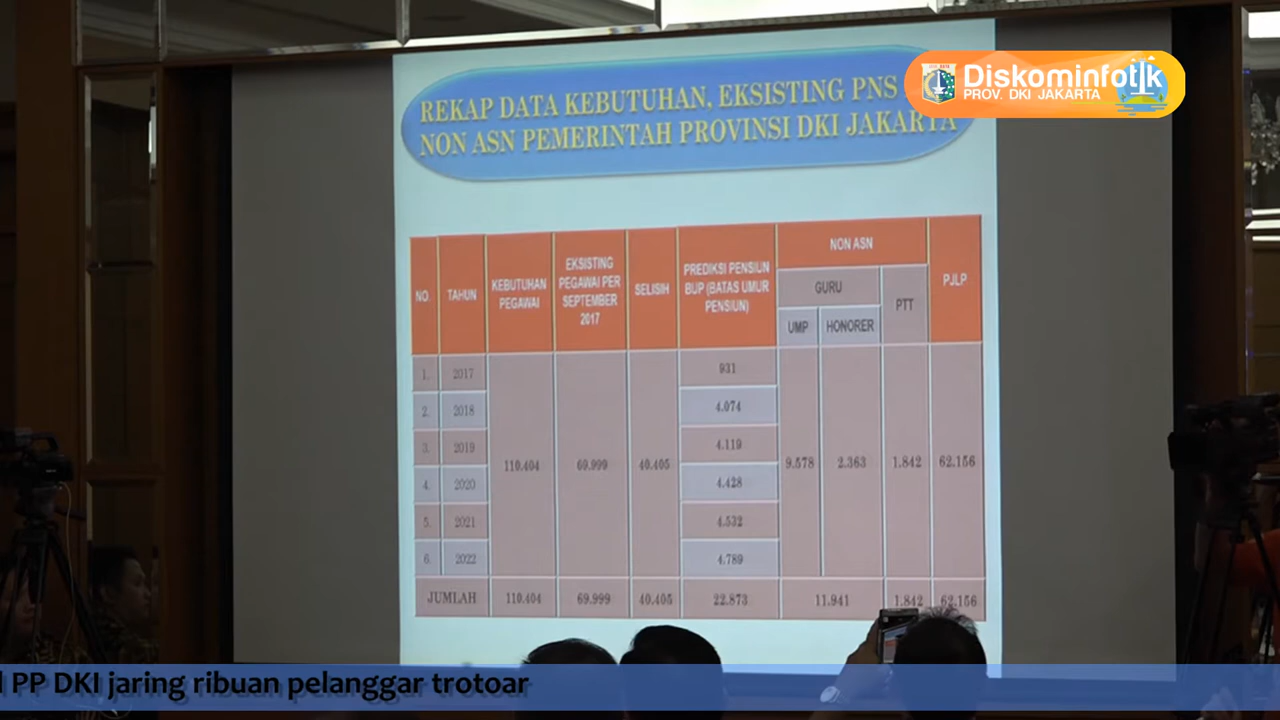 Diskominfotik
PROV. DKI JAKARTA
REKAP DATA KEBUTUHAN, EKSISTING PNS
NON ASN PEMERINTAH PROVINSI DKI JAKARTA
NO.
TAHUN
KEBUTUHAN
PEGAWAI
EKSISTING
PEGAWAI PER
SEPTEMBER
2017
SELISIH
PREDIKSI PENSIUN
BUP (BATAS UMUR
PENSIUN)
NON ASN
GURU
UMP
HONORER
PTT
PJLP
1. 2017 931
2. 2018 4.074
3. 2019 4.119
110.404 69.999 40.405 9.578 2.363 1.842 62.156
4. 2020 4.428
5. 2021 4.532
6. 2022 4.789
JUMLAH 110.404 69.999 40.405 22.873 11.941 1.842 62.156
PP DKI jaring ribuan pelanggar trotoar